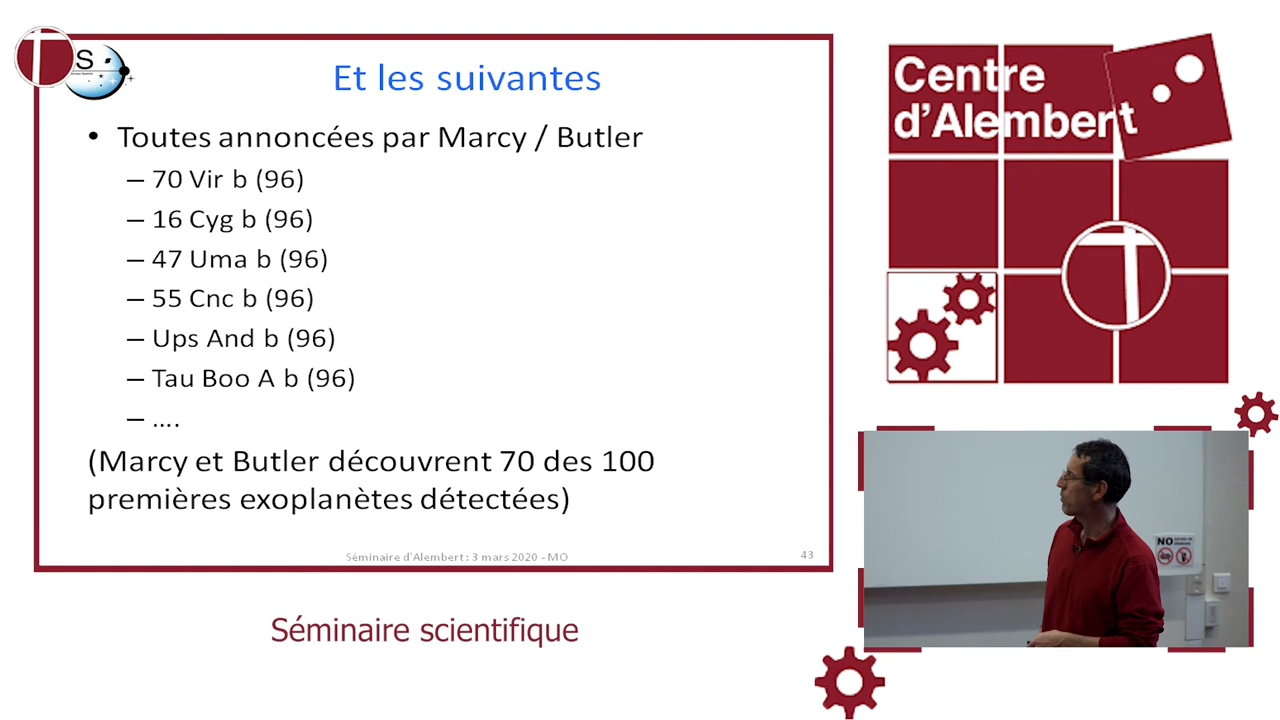 S
Et les suivantes
• Toutes annoncées par Marcy / Butler
– 70 Vir b (96)
– 16 Cyg b (96)
– 47 Uma b (96)
– 55 Cnc b (96)
– Ups And b (96)
– Tau Boo A b (96)
– ….
(Marcy et Butler découvrent 70 des 100
premières exoplanètes détectées)
Séminaire d'Alembert : 3 mars 2020 – MO
43
Séminaire scientifique
Centre
d'Alembert
NO